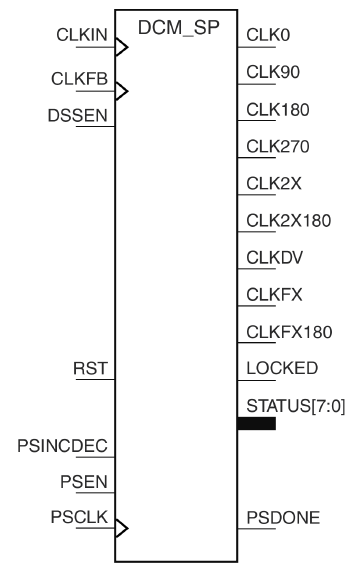 DCM_SP
CLKIN
CLKFB
DSSEN
RST
PSINCDEC
PSEN
PSCLK
CLK0
CLK90
CLK180
CLK270
CLK2X
CLK2X180
CLKDV
CLKFX
CLKFX180
LOCKED
STATUS[7:0]
PSDONE